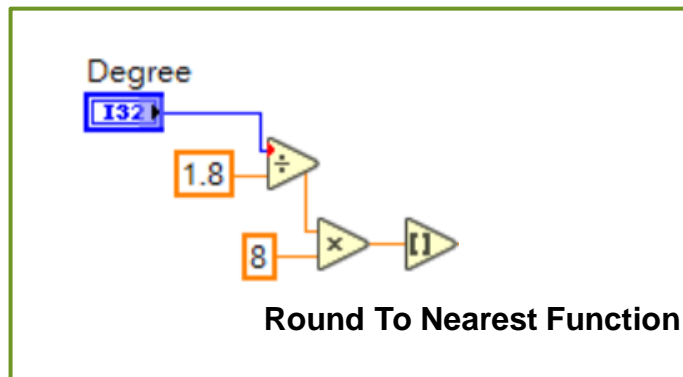 Degree
I32
1.8
÷
8
×
[ ]
Round To Nearest Function